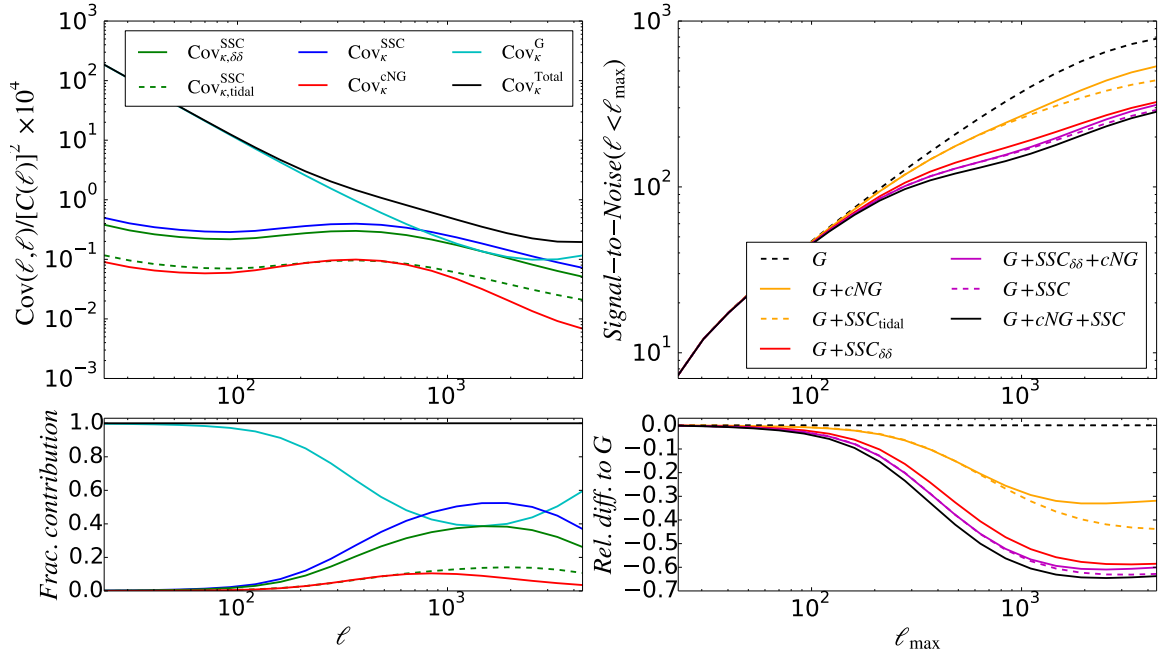 Cov(ℓ,ℓ)/[C(ℓ)]² ×10⁴
10³
10²
10¹
10⁰
10⁻¹
10⁻²
10⁻³
Cov^SSC_κ,δδ
Cov^SSC_κ
Cov^G_κ
Cov^SSC_κ,tidal
Cov^cNG_κ
Cov^Total_κ
10²
10³
Signal−to−Noise(ℓ <ℓ_max)
10³
10²
10¹
G
G+cNG
G+SSC_tidal
G+SSC_δδ
G+SSC_δδ+cNG
G+SSC
G+cNG+SSC
10²
10³
Frac. contribution
1.0
0.8
0.6
0.4
0.2
0.0
10²
10³
ℓ
Rel. diff. to G
0.0
−0.1
−0.2
−0.3
−0.4
−0.5
−0.6
−0.7
10²
10³
ℓ_max